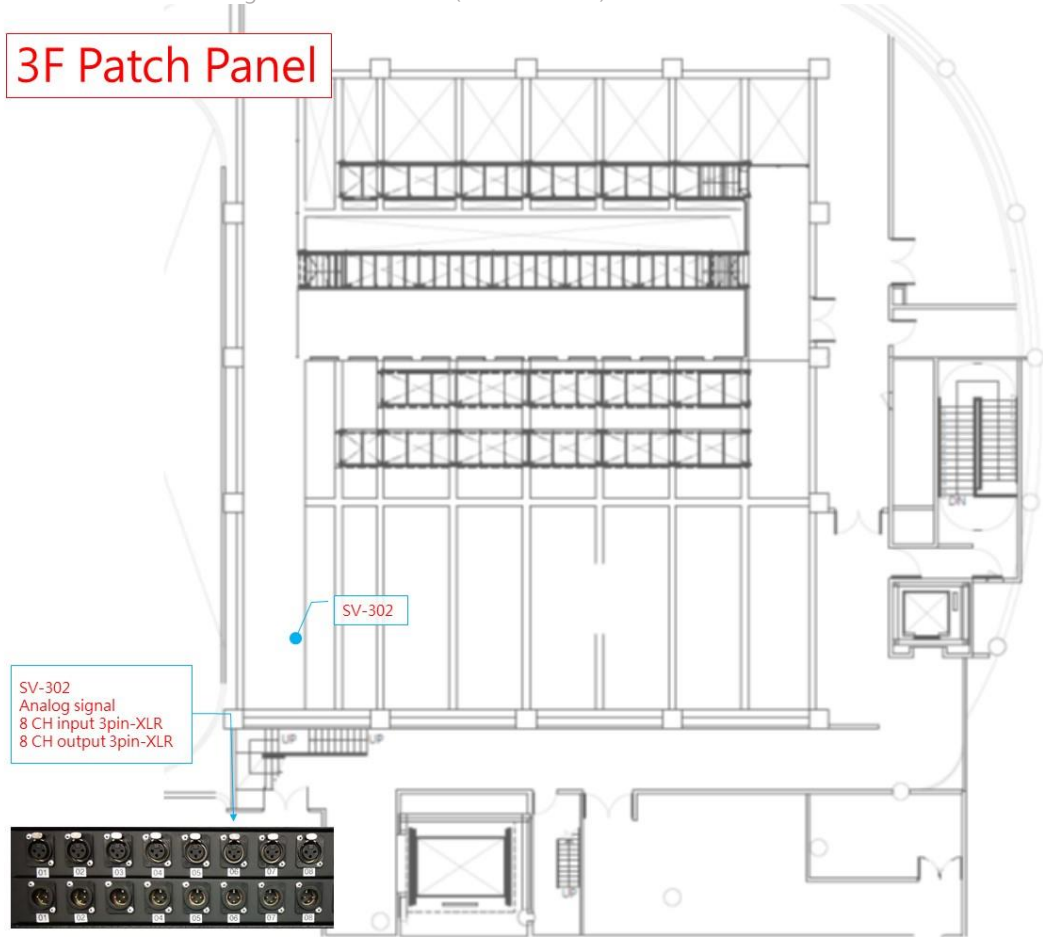 3F Patch Panel
DN
SV-302
SV-302
Analog signal
8 CH input 3pin-XLR
8 CH output 3pin-XLR
UP
UP
UP
01 02 03 04 05 06 07 08
01 02 04 05 06 07 08